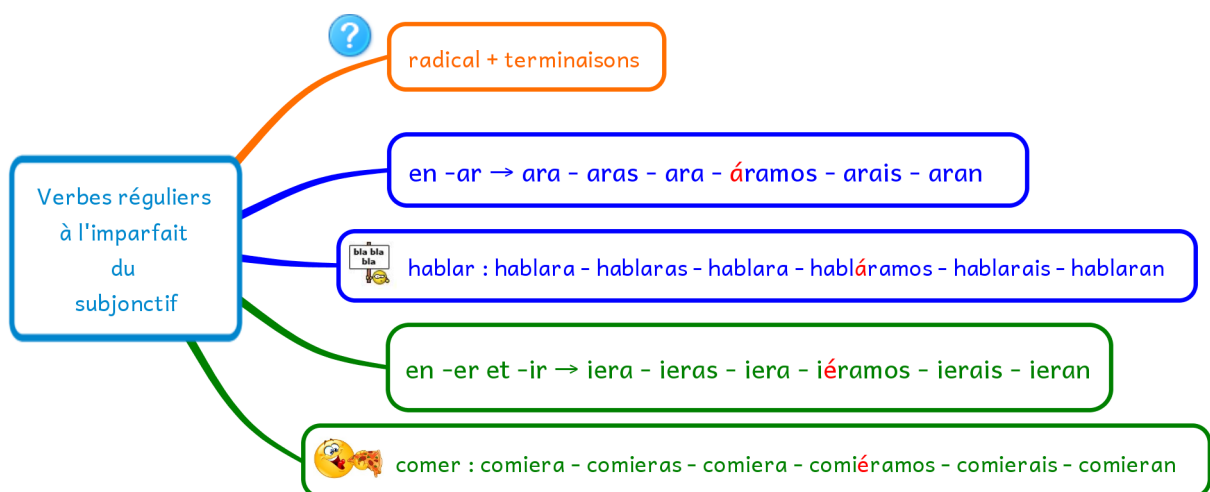 ?
radical + terminaisons
Verbes réguliers
à l'imparfait
du
subjonctif
en -ar → ara - aras - ara - áramos - arais - aran
bla bla
bla
hablar : hablara - hablaras - hablara - habláramos - hablarais - hablaran
en -er et -ir → iera - ieras - iera - iéramos - ierais - ieran
comer : comiera - comieras - comiera - comiéramos - comierais - comieran